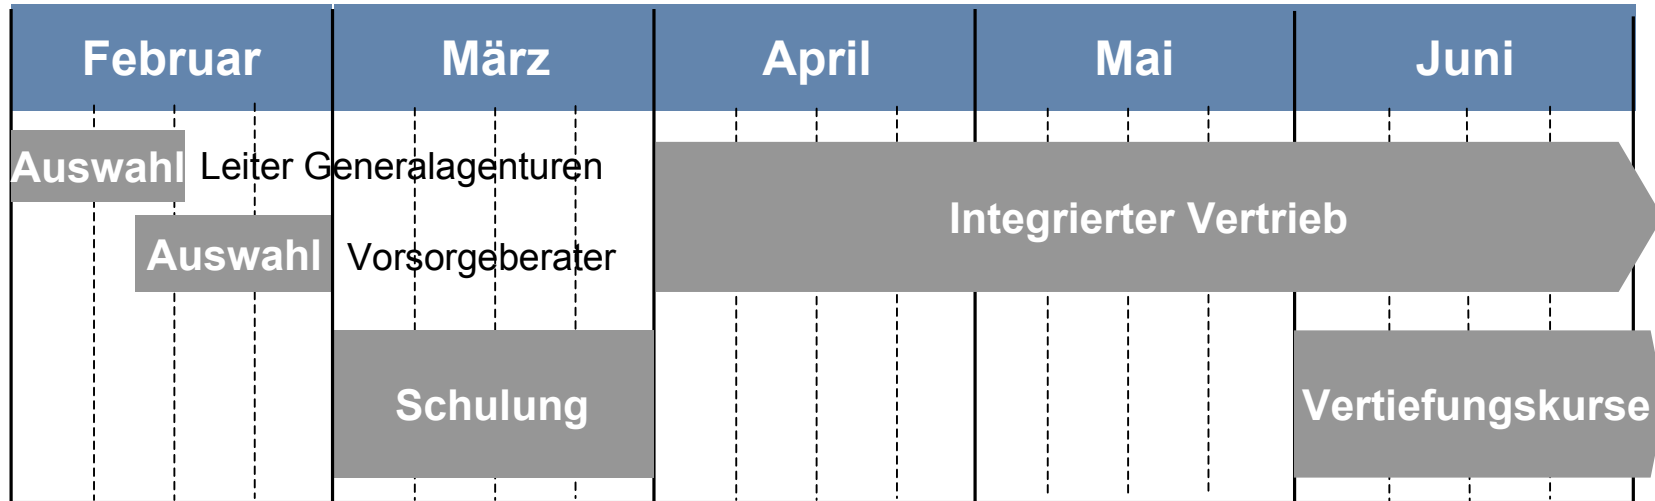 Februar März April Mai Juni
Auswahl Leiter Generalagenturen
Integrierter Vertrieb
Auswahl Vorsorgeberater
Schulung
Vertiefungskurse